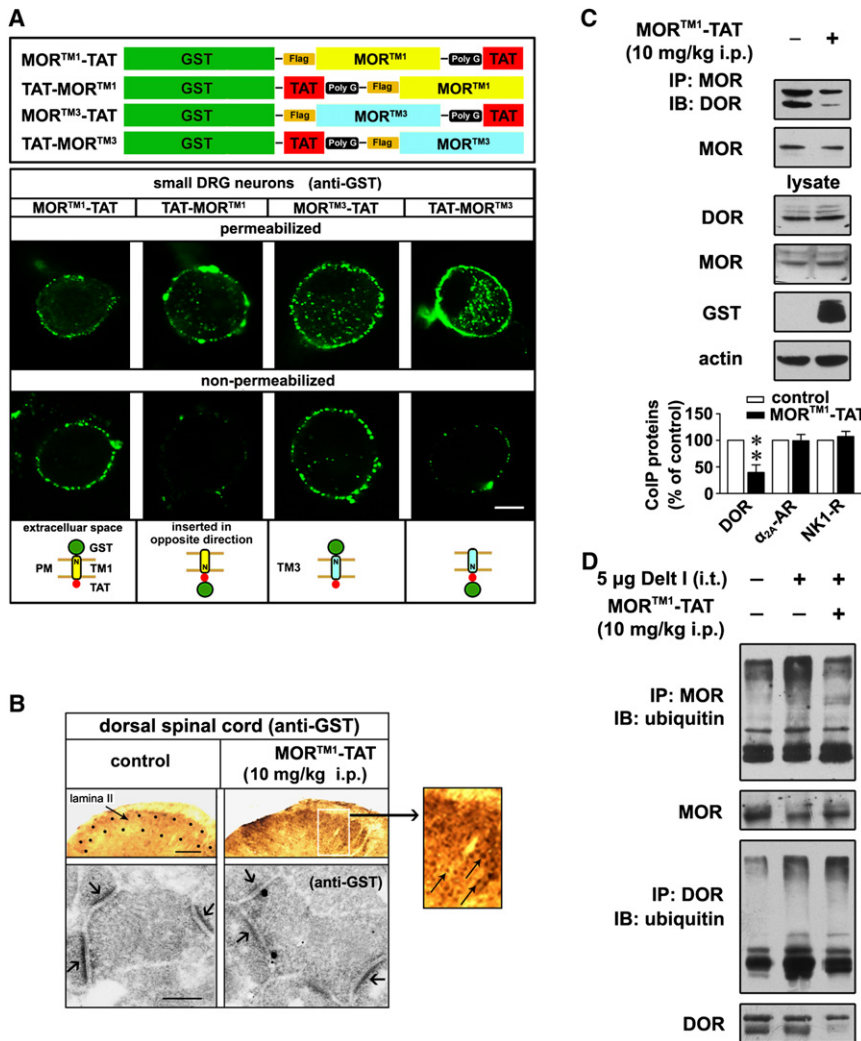 A
MOR^TM1-TAT GST Flag MOR^TM1 Poly G TAT
TAT-MOR^TM1 GST TAT Poly G Flag MOR^TM1
MOR^TM3-TAT GST Flag MOR^TM3 Poly G TAT
TAT-MOR^TM3 GST TAT Poly G Flag MOR^TM3
small DRG neurons (anti-GST)
MOR^TM1-TAT TAT-MOR^TM1 MOR^TM3-TAT TAT-MOR^TM3
permeabilized
non-permeabilized
extracelluar space
GST
PM N TM1
TAT
inserted in
opposite direction
N
TM3 N
N
B
dorsal spinal cord (anti-GST)
control
MOR^TM1-TAT
(10 mg/kg i.p.)
lamina II
(anti-GST)
C
MOR^TM1-TAT
(10 mg/kg i.p.)
− +
IP: MOR
IB: DOR
MOR
lysate
DOR
MOR
GST
actin
control
MOR^TM1-TAT
CoIP proteins
(% of control)
150
100
50
0
**
DOR
α2A-AR
NK1-R
D
5 μg Delt I (i.t.) − + +
MOR^TM1-TAT
(10 mg/kg i.p.)
− − +
IP: MOR
IB: ubiquitin
MOR
IP: DOR
IB: ubiquitin
DOR